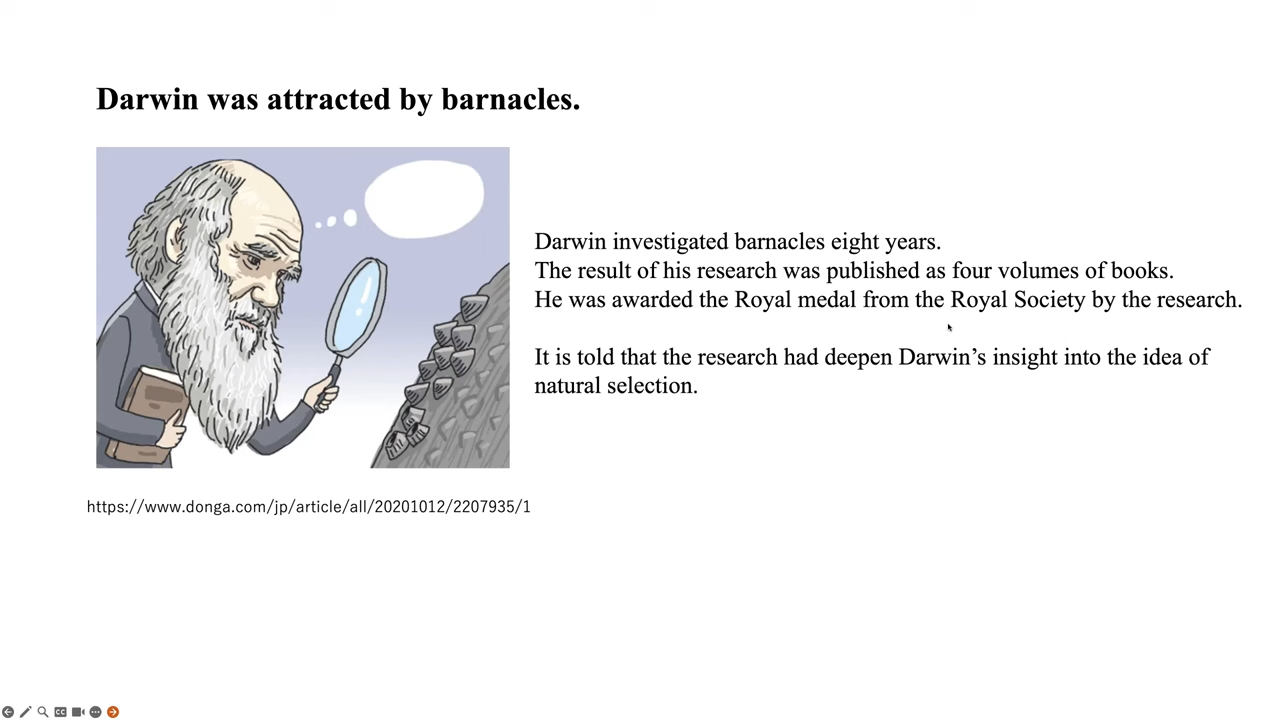 Darwin was attracted by barnacles.
Darwin investigated barnacles eight years.
The result of his research was published as four volumes of books.
He was awarded the Royal medal from the Royal Society by the research.
It is told that the research had deepen Darwin’s insight into the idea of
natural selection.
https://www.donga.com/jp/article/all/20201012/2207935/1